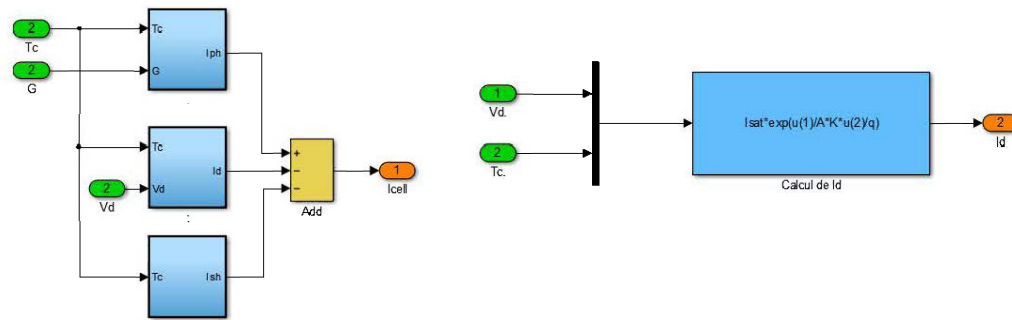 2
Tc
2
G
Tc
G
Iph
Tc
Vd
Id
2
Vd
:
Tc
Ish
+
−
−
Add
1
Icell
1
Vd.
2
Tc.
Isat*exp(u(1)/A*K*u(2)/q)
Calcul de Id
2
Id